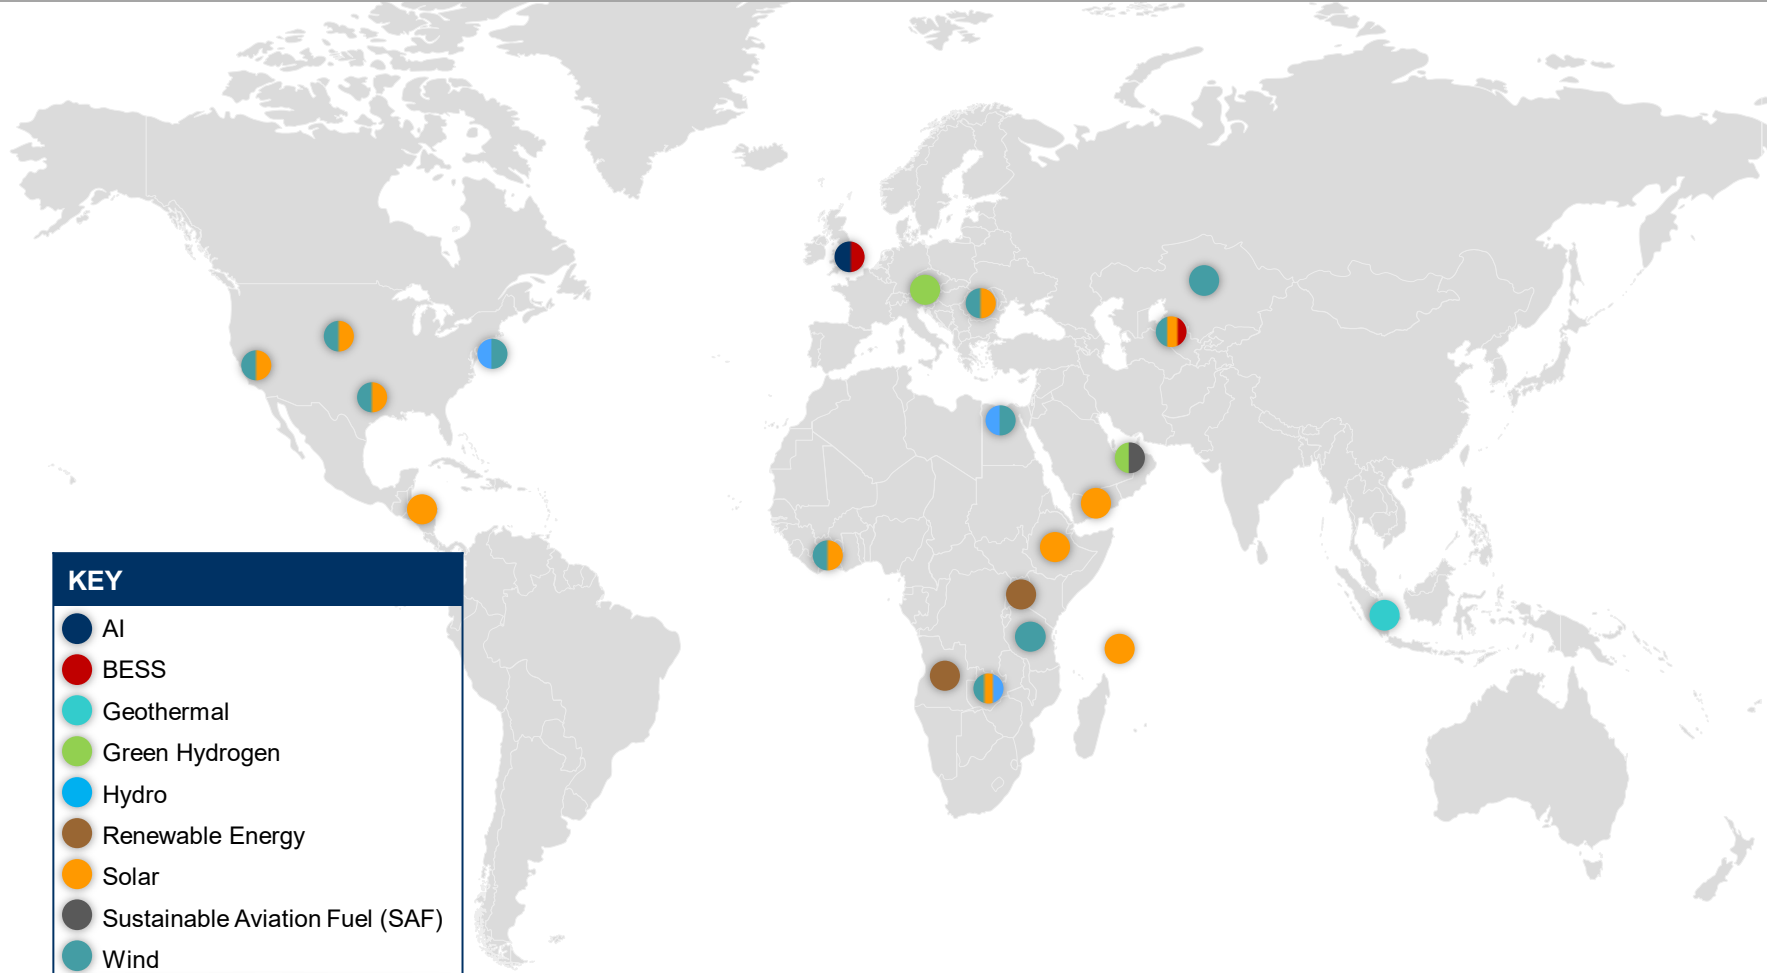 KEY
AI
BESS
Geothermal
Green Hydrogen
Hydro
Renewable Energy
Solar
Sustainable Aviation Fuel (SAF)
Wind